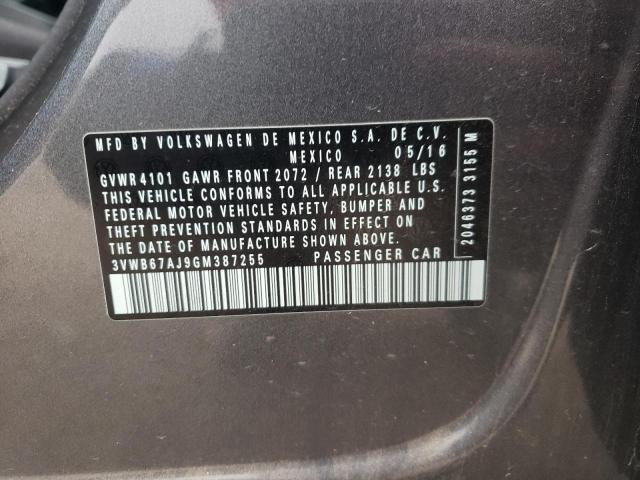 MFD BY VOLKSWAGEN DE MEXICO S.A. DE C.V.
MEXICO 05/16
GVWR 4101 GAWR FRONT 2072 / REAR 2138 LBS
THIS VEHICLE CONFORMS TO ALL APPLICABLE U.S.
FEDERAL MOTOR VEHICLE SAFETY, BUMPER AND
THEFT PREVENTION STANDARDS IN EFFECT ON
THE DATE OF MANUFACTURE SHOWN ABOVE.
3VWB67AJ9GM387255 PASSENGER CAR
2046373 3155 M